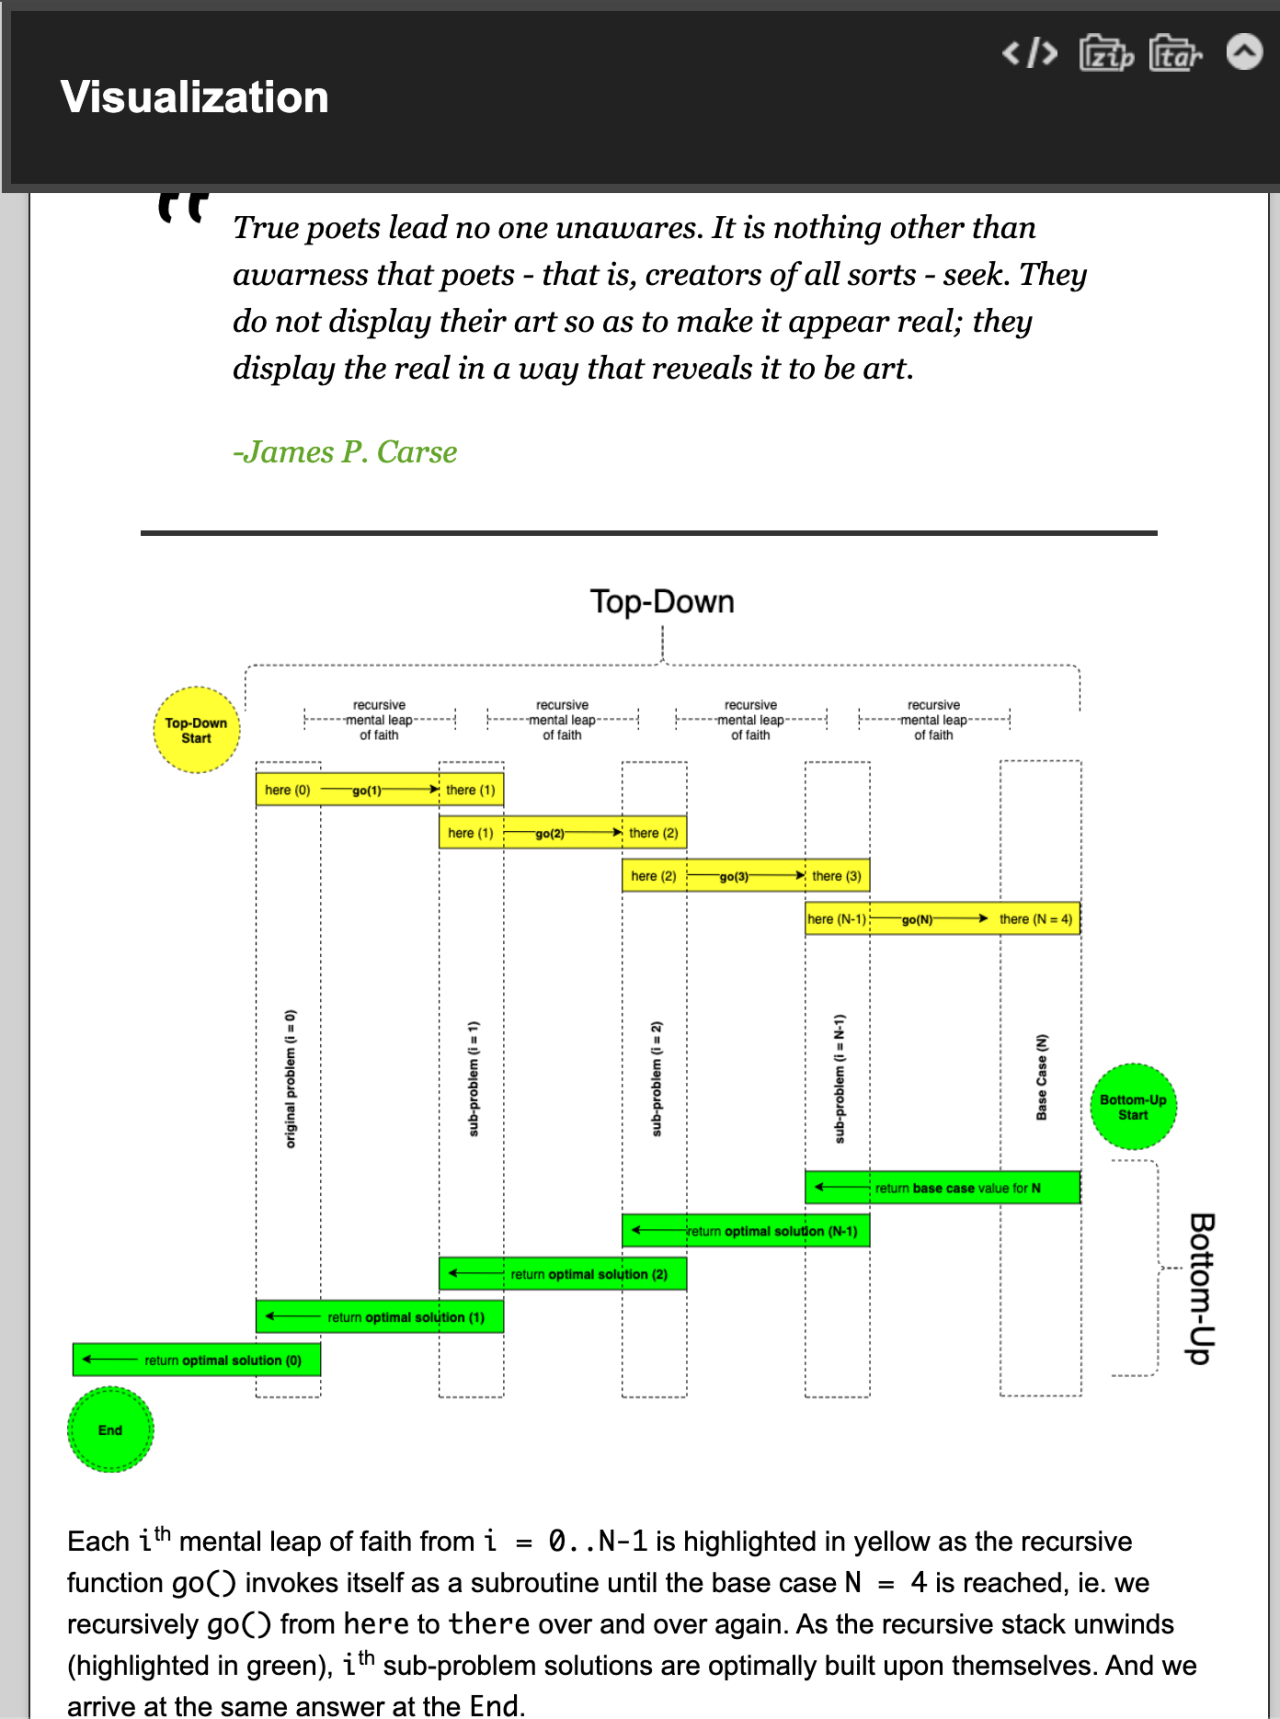 </> zip tar
Visualization
True poets lead no one unawares. It is nothing other than
awarness that poets - that is, creators of all sorts - seek. They
do not display their art so as to make it appear real; they
display the real in a way that reveals it to be art.
-James P. Carse
Top-Down
Top-Down
Start
recursive
mental leap
of faith
recursive
mental leap
of faith
recursive
mental leap
of faith
recursive
mental leap
of faith
here (0) go(1) there (1)
here (1) go(2) there (2)
here (2) go(3) there (3)
here (N-1) go(N) there (N = 4)
original problem (i = 0)
sub-problem (i = 1)
sub-problem (i = 2)
sub-problem (i = N-1)
Base Case (N)
Bottom-Up
Start
return base case value for N
return optimal solution (N-1)
return optimal solution (2)
return optimal solution (1)
return optimal solution (0)
Bottom-Up
End
Each ith mental leap of faith from i = 0..N-1 is highlighted in yellow as the recursive
function go() invokes itself as a subroutine until the base case N = 4 is reached, ie. we
recursively go() from here to there over and over again. As the recursive stack unwinds
(highlighted in green), ith sub-problem solutions are optimally built upon themselves. And we
arrive at the same answer at the End.